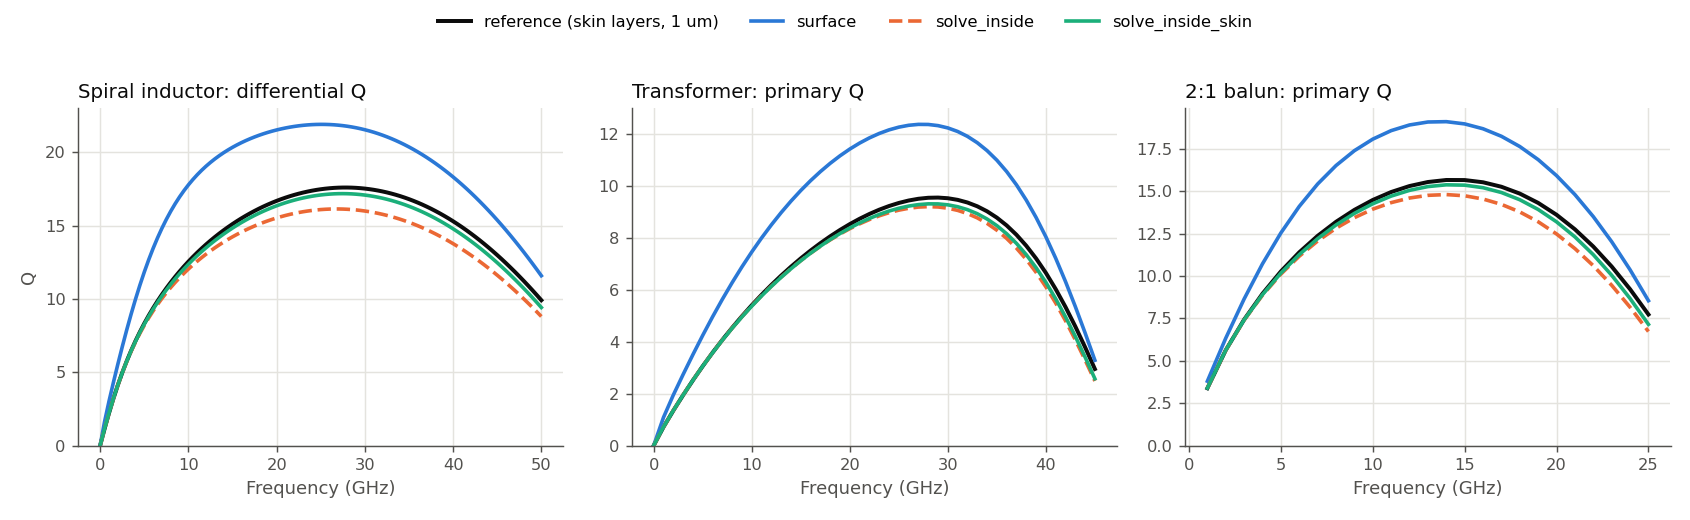 reference (skin layers, 1 um) surface solve_inside solve_inside_skin
Spiral inductor: differential Q
Q
20
15
10
5
0
0 10 20 30 40 50
Frequency (GHz)
Transformer: primary Q
12
10
8
6
4
2
0
0 10 20 30 40
Frequency (GHz)
2:1 balun: primary Q
17.5
15.0
12.5
10.0
7.5
5.0
2.5
0.0
0 5 10 15 20 25
Frequency (GHz)